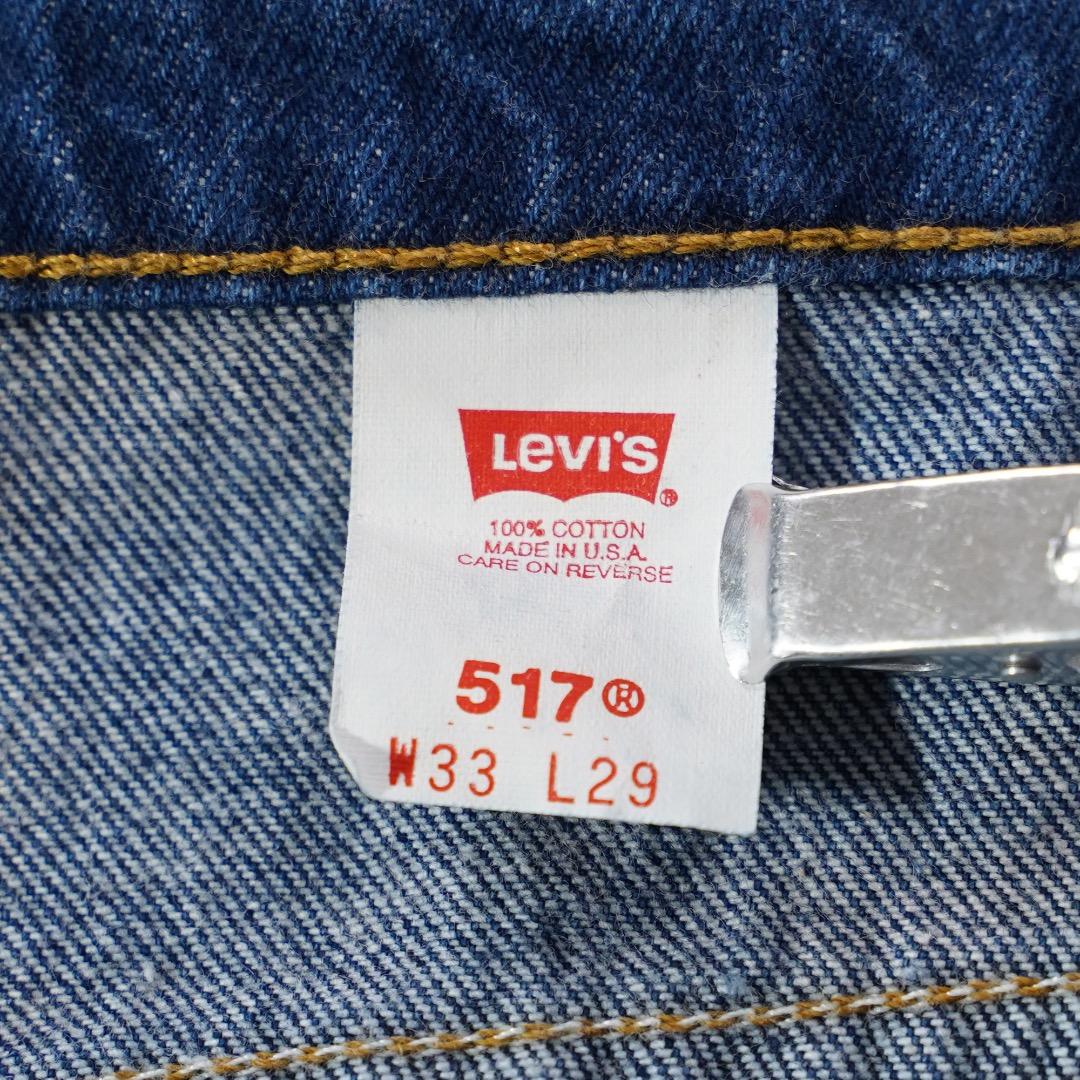 Levi's ®
100% COTTON
MADE IN U.S.A.
CARE ON REVERSE
517®
W33 L29